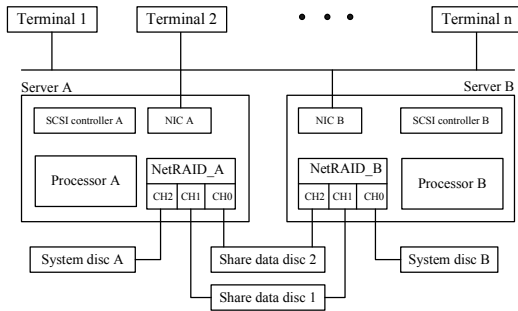 Terminal 1
Terminal 2
• • •
Terminal n
Server A
Server B
SCSI controller A
NIC A
NIC B
SCSI controller B
Processor A
NetRAID_A
CH2 CH1 CH0
NetRAID_B
CH2 CH1 CH0
Processor B
System disc A
Share data disc 2
System disc B
Share data disc 1